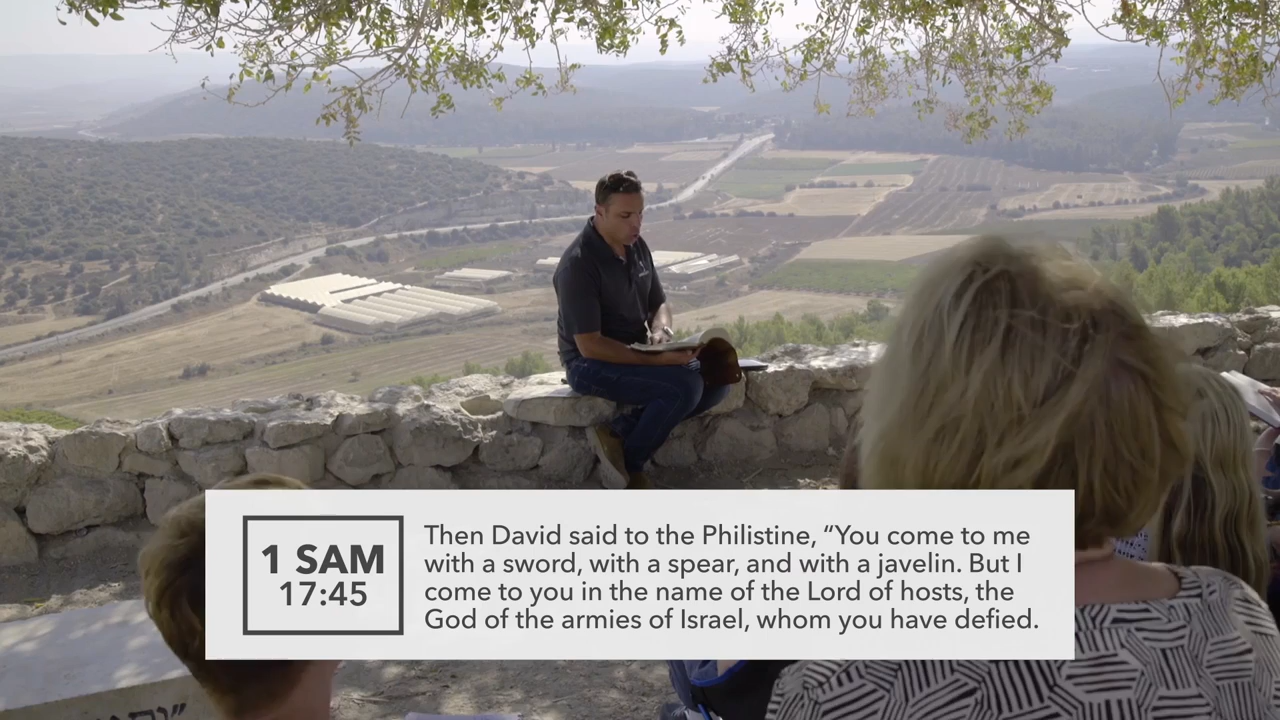 1 SAM
17:45
Then David said to the Philistine, “You come to me
with a sword, with a spear, and with a javelin. But I
come to you in the name of the Lord of hosts, the
God of the armies of Israel, whom you have defied.